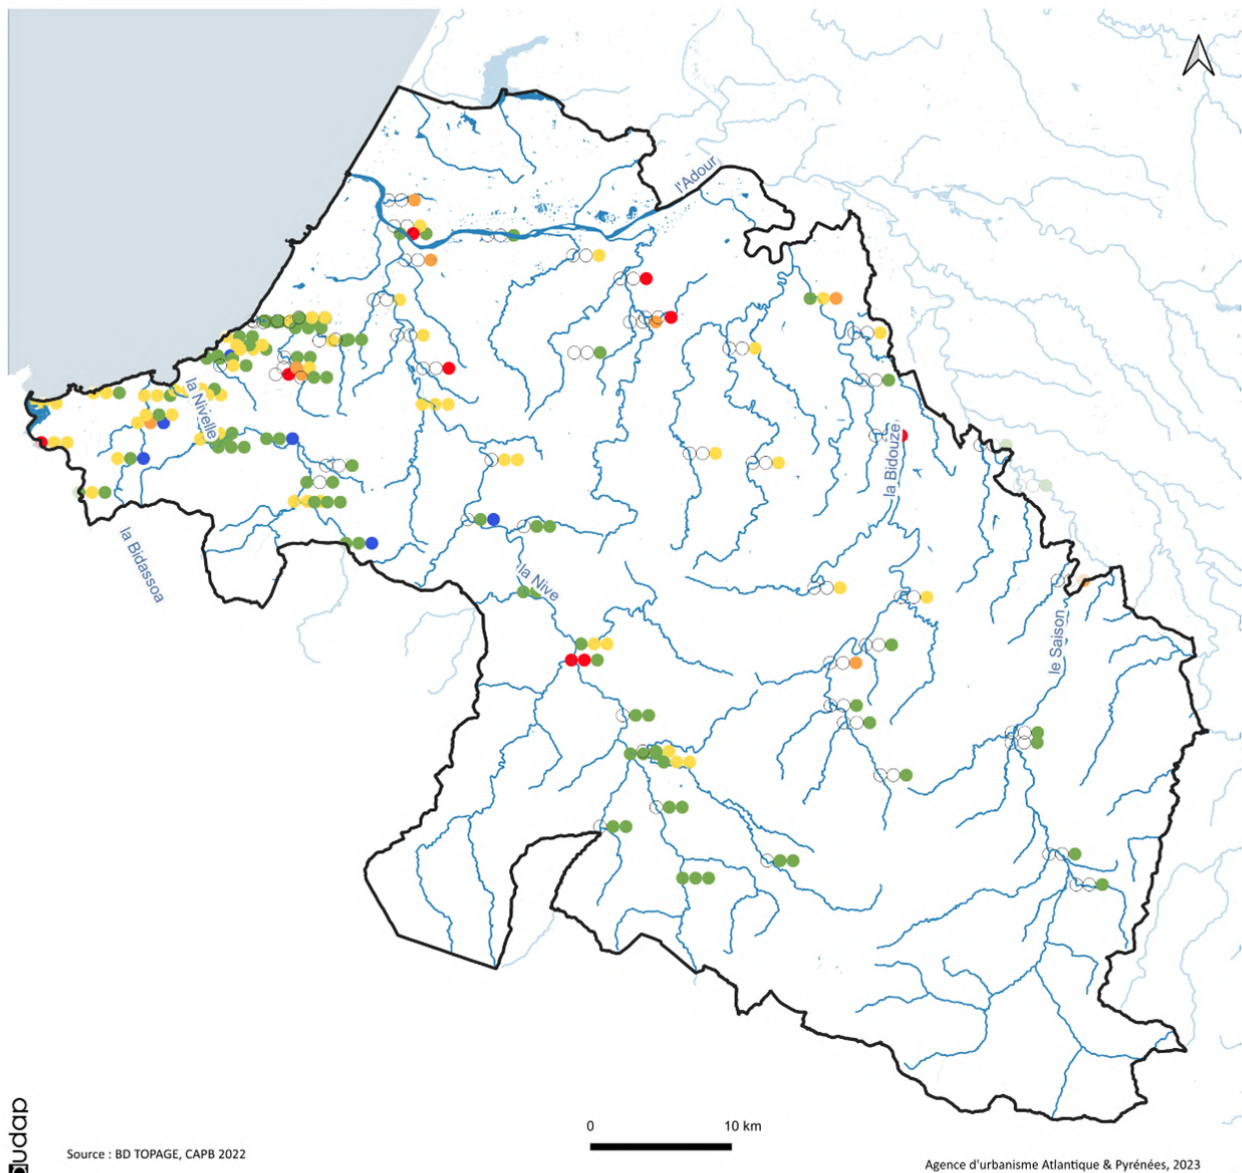 l'Adour
la Nivelle
la Bidouze
la Bidassoa
la Nive
le Saison
0 10 km
udap
Source : BD TOPAGE, CAPB 2022
Agence d'urbanisme Atlantique & Pyrénées, 2023